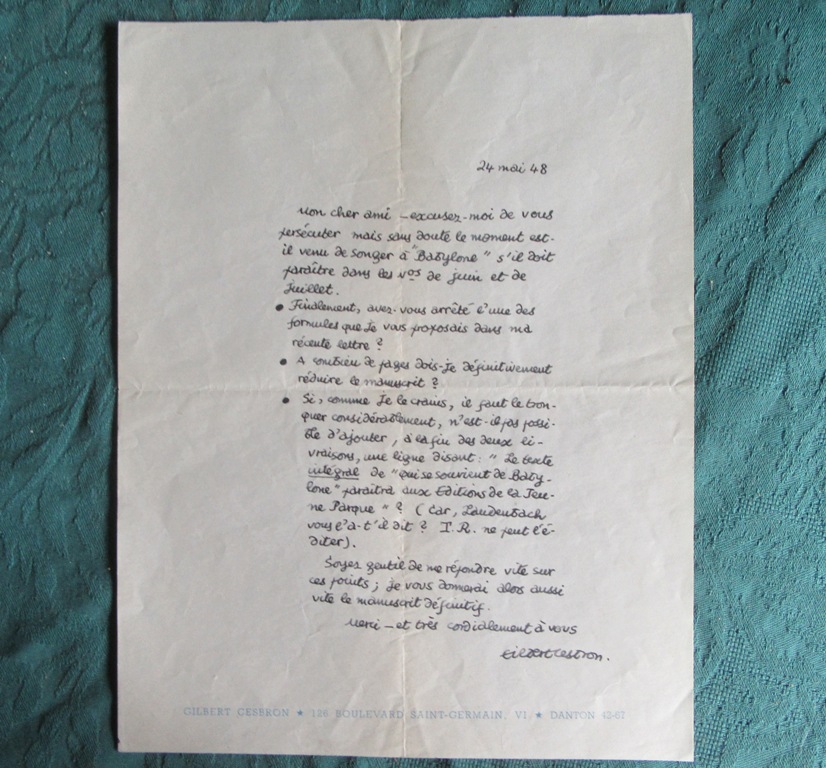 24 mai 48
Mon cher ami – excusez-moi de vous
persécuter mais sans doute le moment est-
il venu de songer à "Babylone" s'il doit
paraître dans les Nos de juin et de
Juillet.
• Finalement, avez-vous arrêté l'une des
formules que je vous proposais dans ma
récente lettre ?
• A combien de pages dois-je définitivement
réduire le manuscrit ?
• Si, comme je le crains, il faut le tron-
quer considérablement, n'est-il pas possi-
ble d'ajouter, à la fin des deux li-
vraisons, une ligne disant : "Le texte
intégral de "Qui se souvient de Baby-
lone" paraîtra aux Editions de la Jeu-
ne Parque" ? (Car, Laudenbach
vous l'a-t'il dit ? T.R. ne peut l'é-
diter).
Soyez gentil de me répondre vite sur
ces points ; je vous donnerai alors aussi
vite le manuscrit définitif.
Merci – et très cordialement à vous
Gilbert Cesbron.
GILBERT CESBRON ★ 126 BOULEVARD SAINT-GERMAIN, VI ★ DANTON 42-67